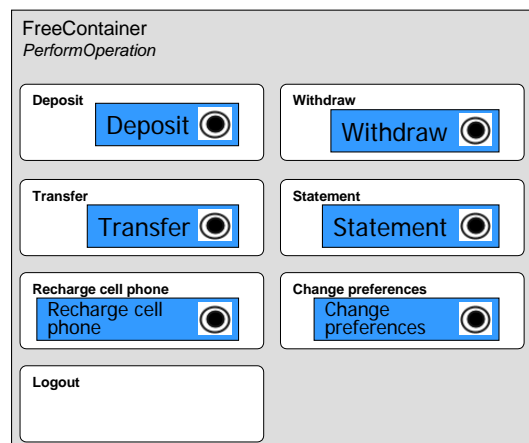 FreeContainer
PerformOperation
Deposit
Deposit
Withdraw
Withdraw
Transfer
Transfer
Statement
Statement
Recharge cell phone
Recharge cell
phone
Change preferences
Change
preferences
Logout